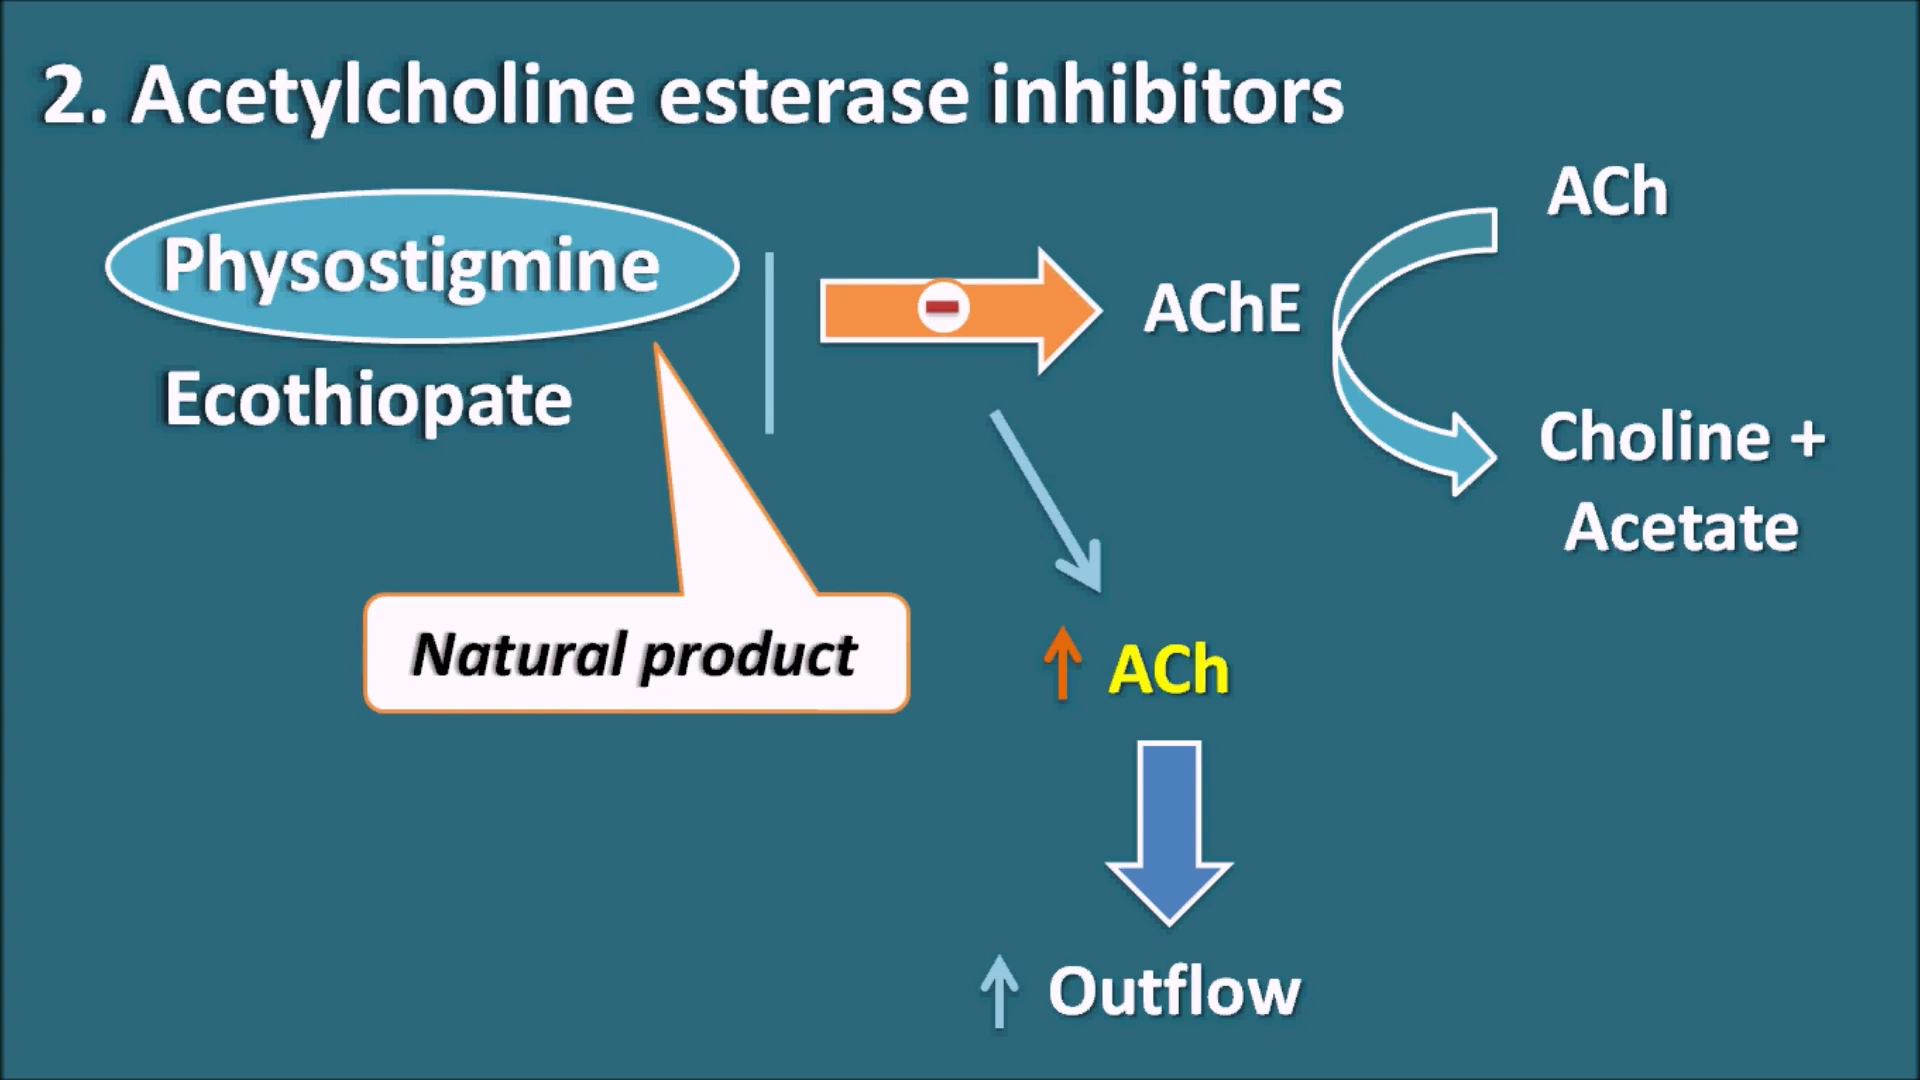 2. Acetylcholine esterase inhibitors
Physostigmine
Ecothiopate
Natural product
AChE
ACh
Choline +
Acetate
↑ ACh
↑ Outflow